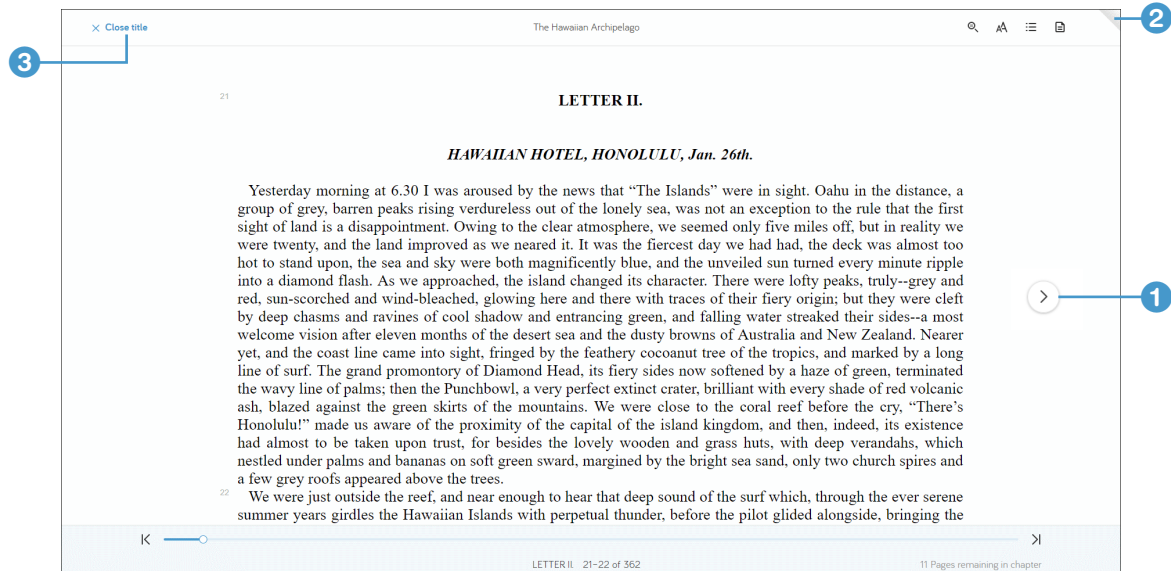 2
Close title
The Hawaiian Archipelago
AA
3
21
LETTER II.
HAWAIIAN HOTEL, HONOLULU, Jan. 26th.
Yesterday morning at 6.30 I was aroused by the news that “The Islands” were in sight. Oahu in the distance, a
group of grey, barren peaks rising verdureless out of the lonely sea, was not an exception to the rule that the first
sight of land is a disappointment. Owing to the clear atmosphere, we seemed only five miles off, but in reality we
were twenty, and the land improved as we neared it. It was the fiercest day we had had, the deck was almost too
hot to stand upon, the sea and sky were both magnificently blue, and the unveiled sun turned every minute ripple
into a diamond flash. As we approached, the island changed its character. There were lofty peaks, truly--grey and
red, sun-scorched and wind-bleached, glowing here and there with traces of their fiery origin; but they were cleft
by deep chasms and ravines of cool shadow and entrancing green, and falling water streaked their sides--a most
welcome vision after eleven months of the desert sea and the dusty browns of Australia and New Zealand. Nearer
yet, and the coast line came into sight, fringed by the feathery cocoanut tree of the tropics, and marked by a long
line of surf. The grand promontory of Diamond Head, its fiery sides now softened by a haze of green, terminated
the wavy line of palms; then the Punchbowl, a very perfect extinct crater, brilliant with every shade of red volcanic
ash, blazed against the green skirts of the mountains. We were close to the coral reef before the cry, “There’s
Honolulu!” made us aware of the proximity of the capital of the island kingdom, and then, indeed, its existence
had almost to be taken upon trust, for besides the lovely wooden and grass huts, with deep verandahs, which
nestled under palms and bananas on soft green sward, margined by the bright sea sand, only two church spires and
a few grey roofs appeared above the trees.
1
22
We were just outside the reef, and near enough to hear that deep sound of the surf which, through the ever serene
summer years girdles the Hawaiian Islands with perpetual thunder, before the pilot glided alongside, bringing the
LETTER II. 21-22 of 362
11 Pages remaining in chapter